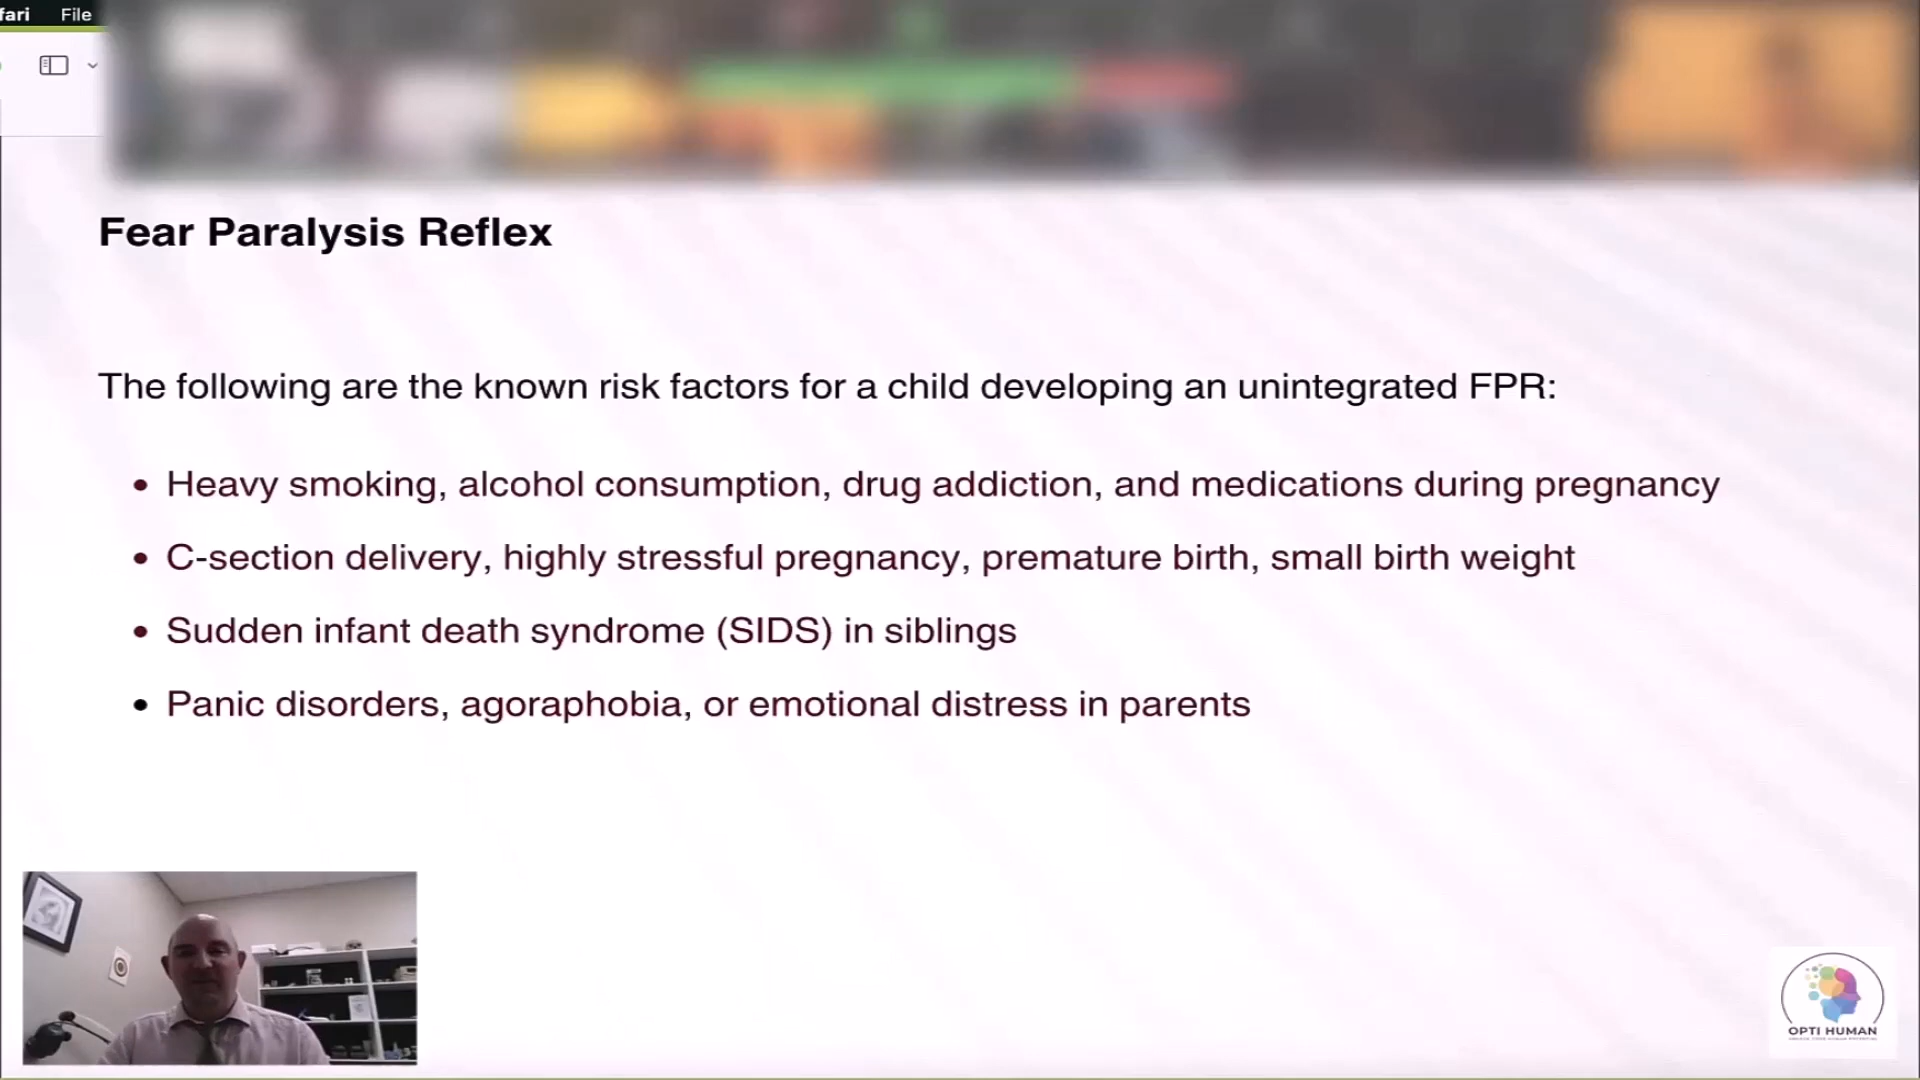 fari File
Fear Paralysis Reflex
The following are the known risk factors for a child developing an unintegrated FPR:
• Heavy smoking, alcohol consumption, drug addiction, and medications during pregnancy
• C-section delivery, highly stressful pregnancy, premature birth, small birth weight
• Sudden infant death syndrome (SIDS) in siblings
• Panic disorders, agoraphobia, or emotional distress in parents
OPTI HUMAN